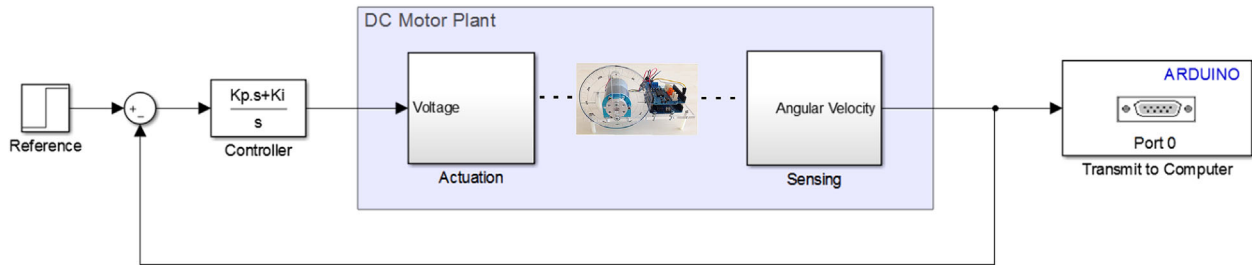 DC Motor Plant
ARDUINO
+
−
Kp.s+Ki
s
Voltage
Angular Velocity
Port 0
Reference
Controller
Actuation
Sensing
Transmit to Computer